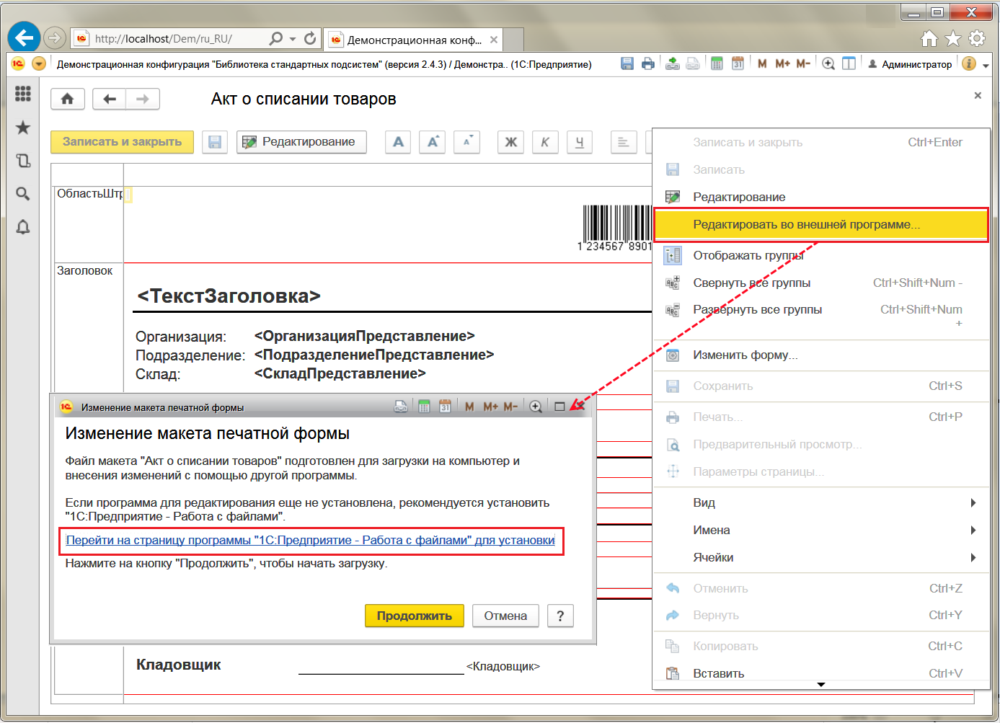 http://localhost/Dem/ru_RU/
Демонстрационная конф...
Демонстрационная конфигурация "Библиотека стандартных подсистем" (версия 2.4.3) / Демонстра.. (1С:Предприятие)
31
M M+ M-
Администратор
Акт о списании товаров
Записать и закрыть
Редактирование
А А А
Ж К Ч
ОбластьШтр
1 234567 8901
Заголовок
<ТекстЗаголовка>
Организация: <ОрганизацияПредставление>
Подразделение: <ПодразделениеПредставление>
Склад: <СкладПредставление>
Изменение макета печатной формы
31
M M+ M-
Изменение макета печатной формы
Файл макета "Акт о списании товаров" подготовлен для загрузки на компьютер и
внесения изменений с помощью другой программы.
Если программа для редактирования еще не установлена, рекомендуется установить
"1С:Предприятие - Работа с файлами".
Перейти на страницу программы "1С:Предприятие - Работа с файлами" для установки
Нажмите на кнопку "Продолжить", чтобы начать загрузку.
Продолжить
Отмена
?
Кладовщик
<Кладовщик>
Записать и закрыть Ctrl+Enter
Записать
Редактирование
Редактировать во внешней программе...
Отображать группы
Свернуть все группы Ctrl+Shift+Num -
Развернуть все группы Ctrl+Shift+Num
+
Изменить форму...
Сохранить Ctrl+S
Печать... Ctrl+P
Предварительный просмотр...
Параметры страницы...
Вид
Имена
Ячейки
Отменить Ctrl+Z
Вернуть Ctrl+Y
Копировать Ctrl+C
Вставить Ctrl+V